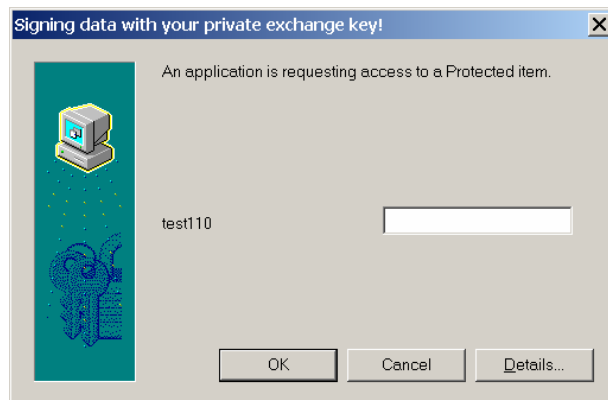 Signing data with your private exchange key!
An application is requesting access to a Protected item.
test110
OK Cancel Details...